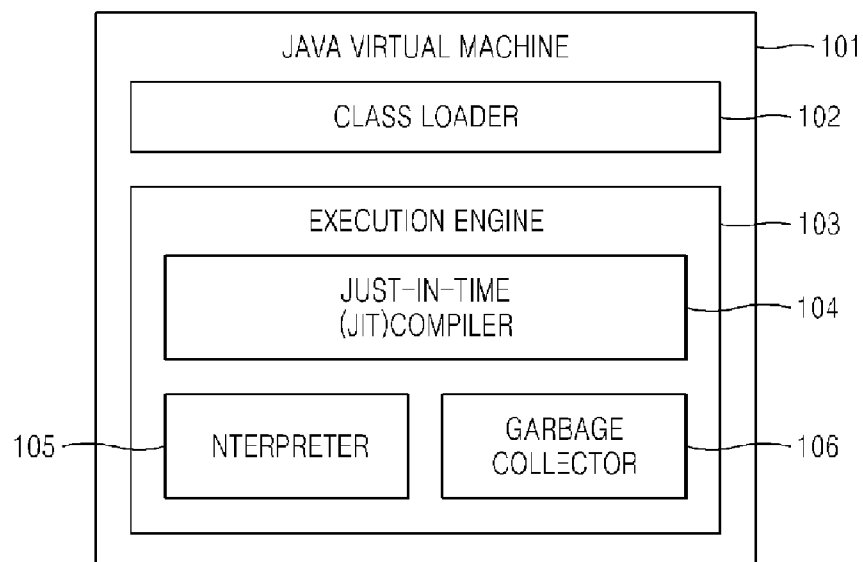 JAVA VIRTUAL MACHINE
101
CLASS LOADER
102
EXECUTION ENGINE
103
JUST-IN-TIME
(JIT)COMPILER
104
105
NTERPRETER
GARBAGE
COLLECTOR
106